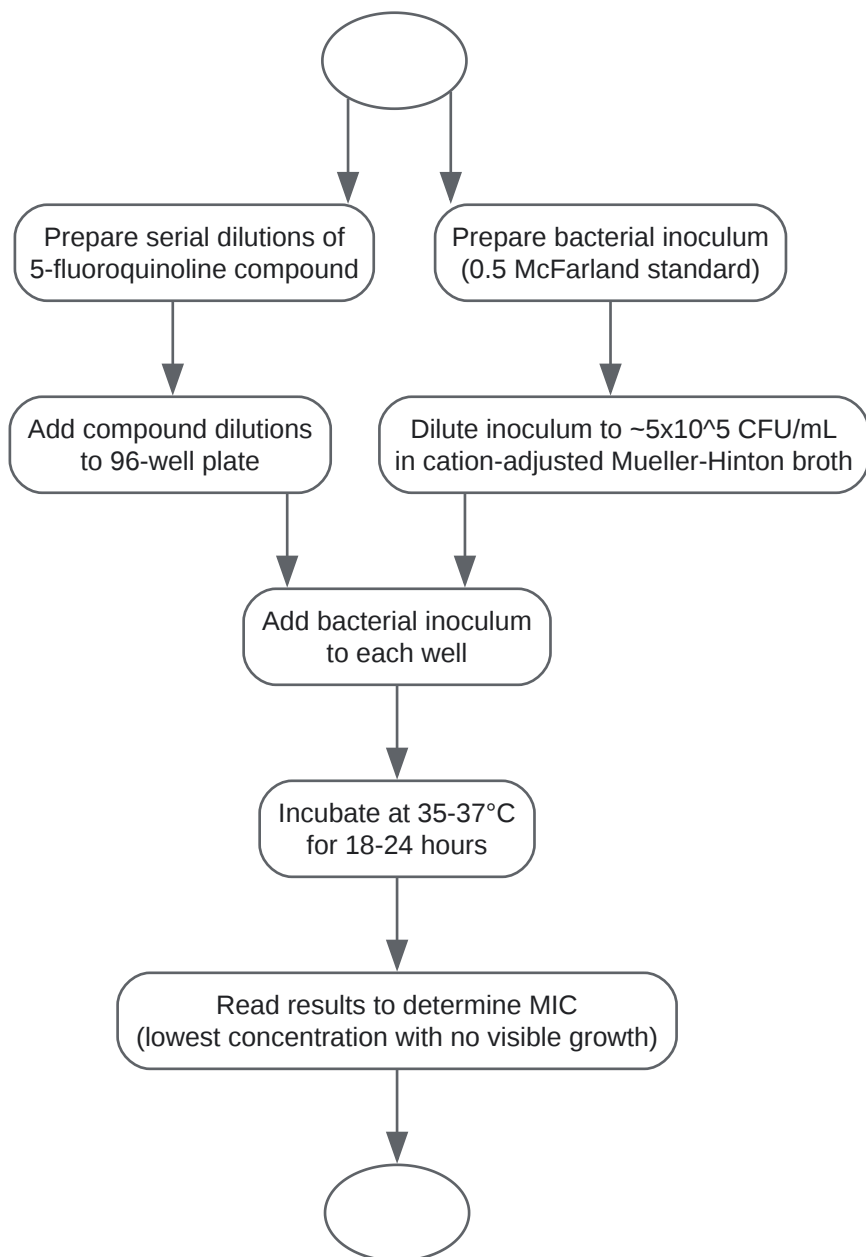 Prepare serial dilutions of
5-fluoroquinoline compound
Prepare bacterial inoculum
(0.5 McFarland standard)
Add compound dilutions
to 96-well plate
Dilute inoculum to ~5x10^5 CFU/mL
in cation-adjusted Mueller-Hinton broth
Add bacterial inoculum
to each well
Incubate at 35-37°C
for 18-24 hours
Read results to determine MIC
(lowest concentration with no visible growth)